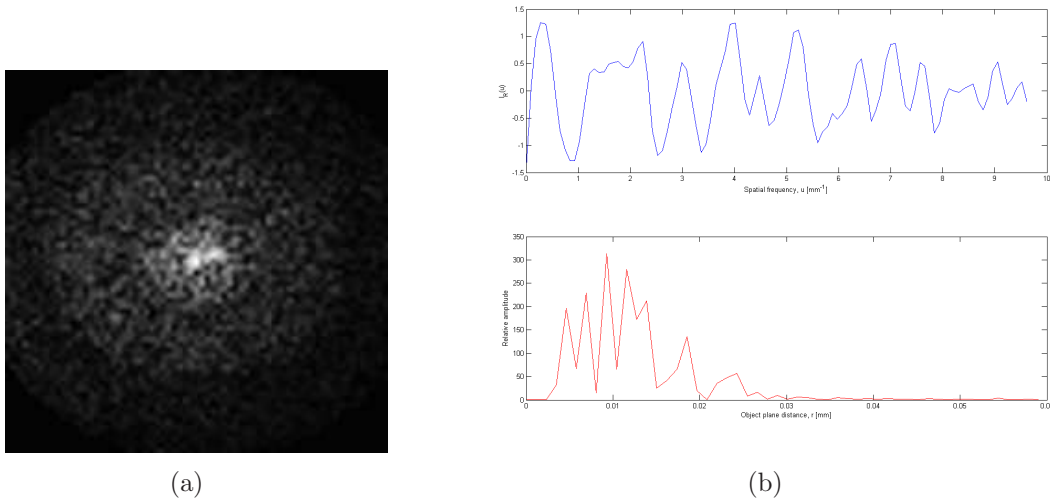 1.5
1
0.5
0
-0.5
-1
-1.5
I_R(u)
0 1 2 3 4 5 6 7 8 9 10
Spatial frequency, u [mm⁻¹]
350
300
250
200
150
100
50
0
Relative amplitude
0 0.01 0.02 0.03 0.04 0.05 0.0
Object plane distance, r [mm]
(a) (b)